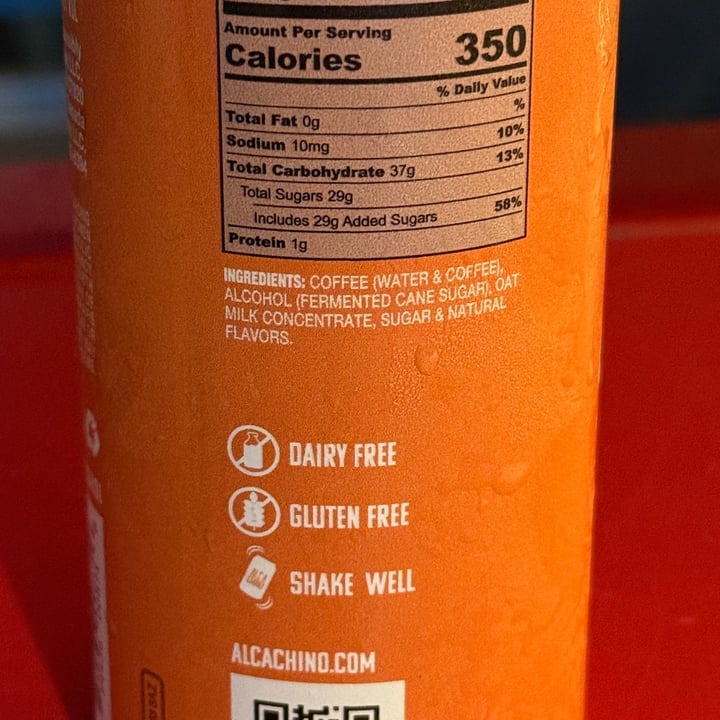 Amount Per Serving
Calories 350
% Daily Value
%
Total Fat 0g
10%
Sodium 10mg
13%
Total Carbohydrate 37g
Total Sugars 29g
58%
Includes 29g Added Sugars
Protein 1g
INGREDIENTS: COFFEE (WATER & COFFEE),
ALCOHOL (FERMENTED CANE SUGAR), OAT
MILK CONCENTRATE, SUGAR & NATURAL
FLAVORS.
DAIRY FREE
GLUTEN FREE
SHAKE WELL
ALCACHINO.COM